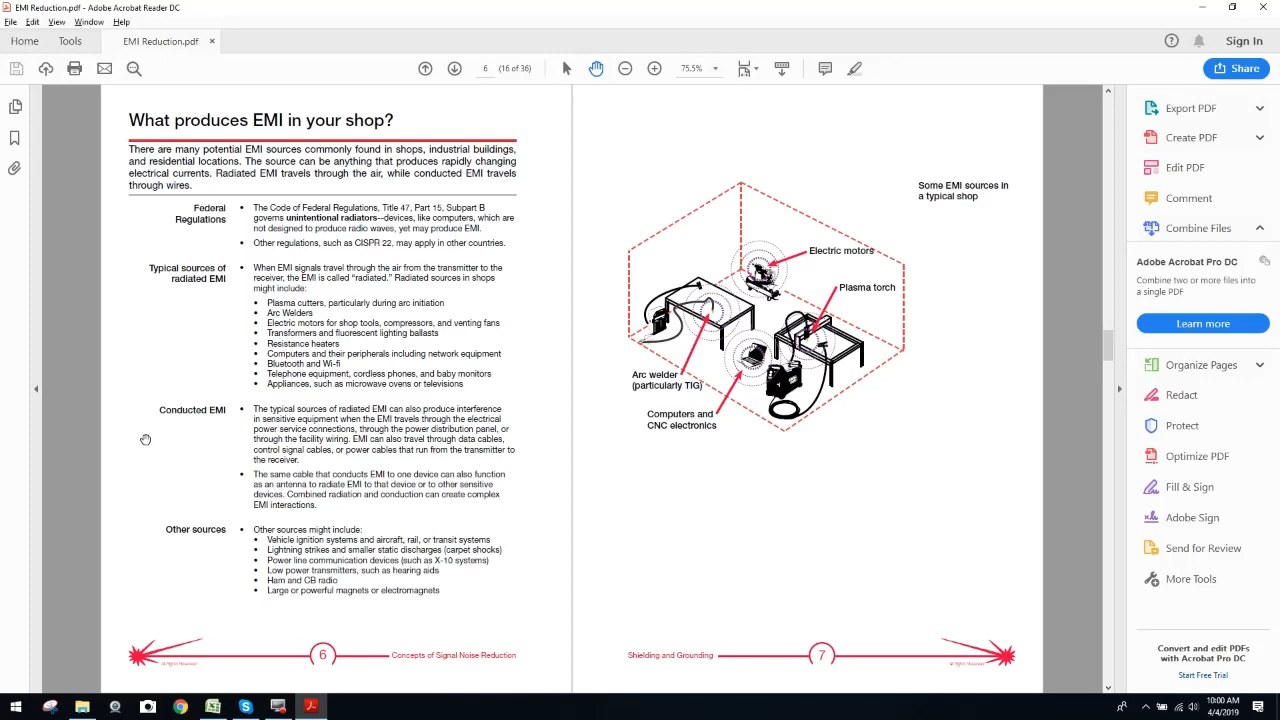 EMI Reduction.pdf - Adobe Acrobat Reader DC
File Edit View Window Help
Home Tools EMI Reduction.pdf × Sign In
6 (16 of 36) 75.5% Share
What produces EMI in your shop?
There are many potential EMI sources commonly found in shops, industrial buildings,
and residential locations. The source can be anything that produces rapidly changing
electrical currents. Radiated EMI travels through the air, while conducted EMI travels
through wires.
Federal
Regulations
• The Code of Federal Regulations, Title 47, Part 15, Subpart B
governs unintentional radiators--devices, like computers, which are
not designed to produce radio waves, yet may produce EMI.
• Other regulations, such as CISPR 22, may apply in other countries.
Typical sources of
radiated EMI
• When EMI signals travel through the air from the transmitter to the
receiver, the EMI is called “radiated.” Radiated sources in shops
might include:
• Plasma cutters, particularly during arc initiation
• Arc Welders
• Electric motors for shop tools, compressors, and venting fans
• Transformers and fluorescent lighting ballasts
• Resistance heaters
• Computers and their peripherals including network equipment
• Bluetooth and Wi-fi
• Telephone equipment, cordless phones, and baby monitors
• Appliances, such as microwave ovens or televisions
Conducted EMI
• The typical sources of radiated EMI can also produce interference
in sensitive equipment when the EMI travels through the electrical
power service connections, through the power distribution panel, or
through the facility wiring. EMI can also travel through data cables,
control signal cables, or power cables that run from the transmitter to
the receiver.
• The same cable that conducts EMI to one device can also function
as an antenna to radiate EMI to that device or to other sensitive
devices. Combined radiation and conduction can create complex
EMI interactions.
Other sources
• Other sources might include:
• Vehicle ignition systems and aircraft, rail, or transit systems
• Lightning strikes and smaller static discharges (carpet shocks)
• Power line communication devices (such as X-10 systems)
• Low power transmitters, such as hearing aids
• Ham and CB radio
• Large or powerful magnets or electromagnets
All Rights Reserved
6
Concepts of Signal Noise Reduction
Some EMI sources in
a typical shop
Electric motors
Plasma torch
Arc welder
(particularly TIG)
Computers and
CNC electronics
Shielding and Grounding
7
All Rights Reserved
Export PDF
Create PDF
Edit PDF
Comment
Combine Files
Adobe Acrobat Pro DC
Combine two or more files into
a single PDF
Learn more
Organize Pages
Redact
Protect
Optimize PDF
Fill & Sign
Adobe Sign
Send for Review
More Tools
Convert and edit PDFs
with Acrobat Pro DC
Start Free Trial
10:00 AM
4/4/2019